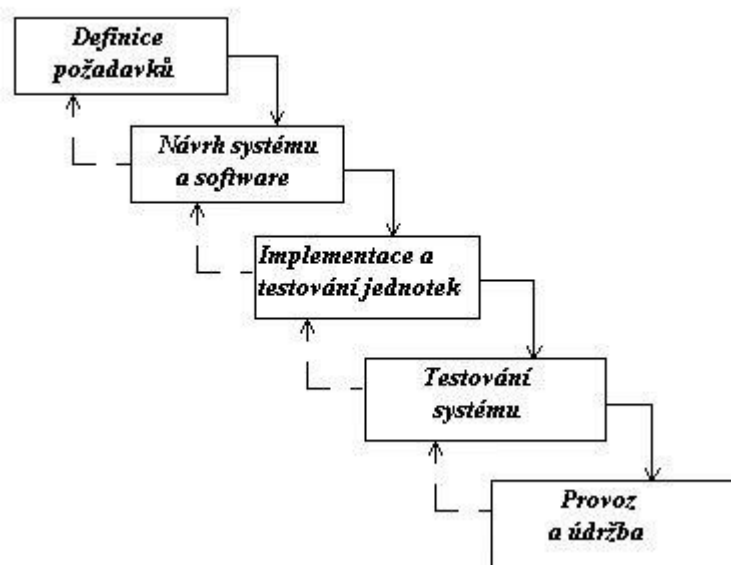 Definice
požadavků
Návrh systému
a software
Implementace a
testování jednotek
Testování
systému
Provoz
a údržba